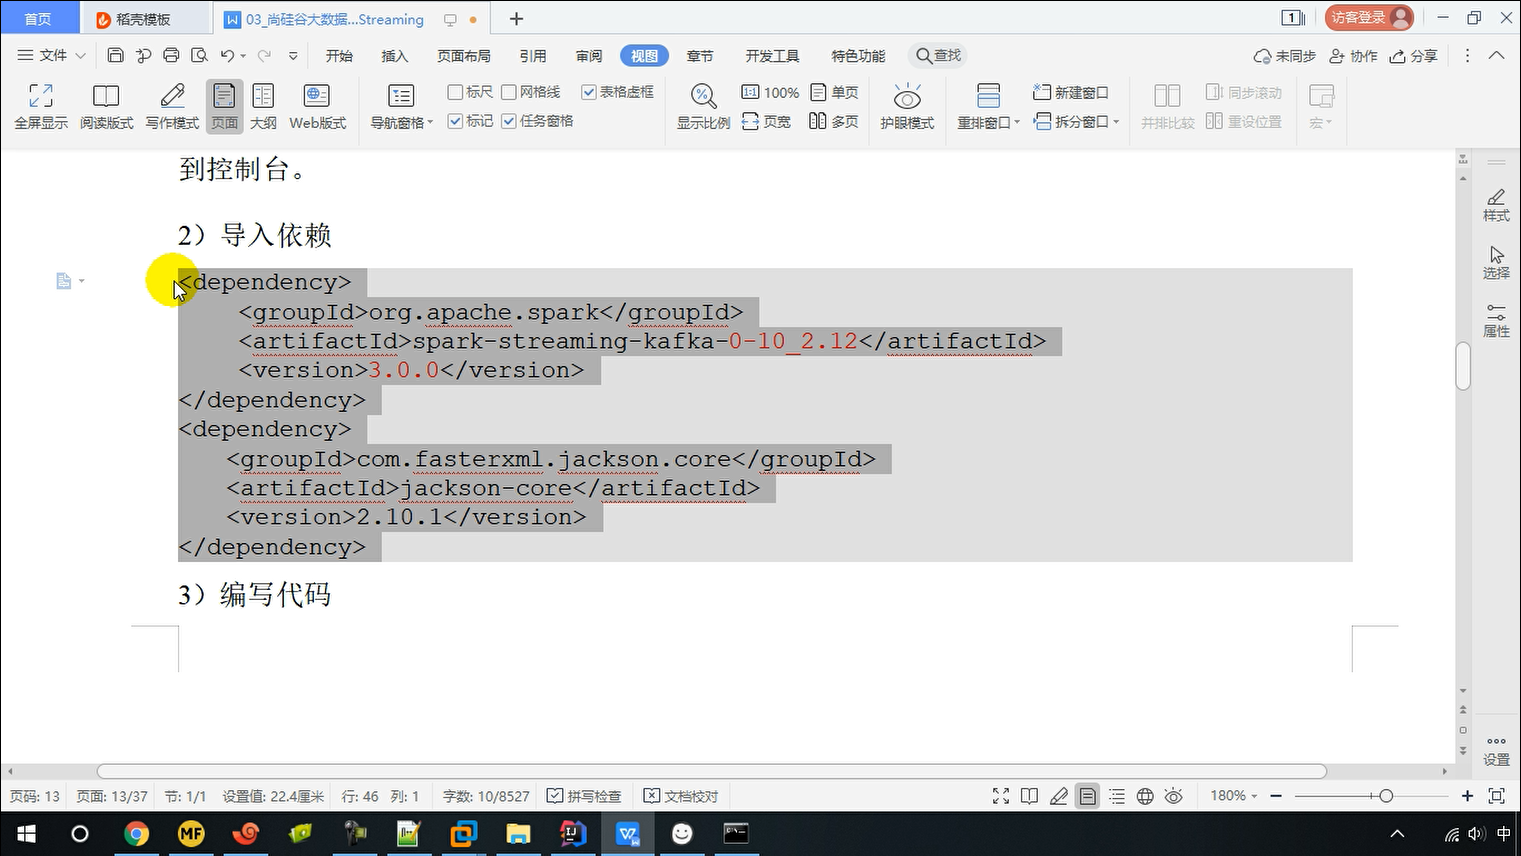 首页
稻壳模板
03_尚硅谷大数据...Streaming
1
访客登录
文件
开始
插入
页面布局
引用
审阅
视图
章节
开发工具
特色功能
查找
未同步
协作
分享
全屏显示
阅读版式
写作模式
页面
大纲
Web版式
导航窗格
标尺
网格线
表格虚框
标记
任务窗格
显示比例
100%
单页
页宽
多页
护眼模式
重排窗口
新建窗口
拆分窗口
并排比较
同步滚动
重设位置
宏
到控制台。
2）导入依赖
<dependency>
<groupId>org.apache.spark</groupId>
<artifactId>spark-streaming-kafka-0-10_2.12</artifactId>
<version>3.0.0</version>
</dependency>
<dependency>
<groupId>com.fasterxml.jackson.core</groupId>
<artifactId>jackson-core</artifactId>
<version>2.10.1</version>
</dependency>
3）编写代码
样式
选择
属性
设置
页码: 13 页面: 13/37 节: 1/1 设置值: 22.4厘米 行: 46 列: 1 字数: 10/8527 拼写检查 文档校对 180%
MF
中